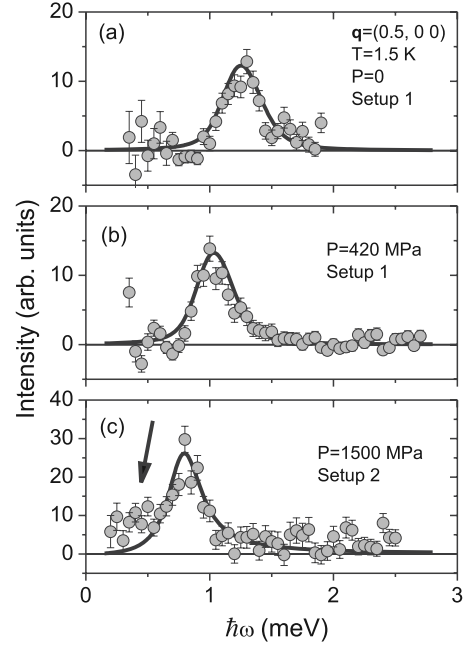 (a)
q=(0.5, 0 0)
T=1.5 K
P=0
Setup 1
20
10
0
(b)
P=420 MPa
Setup 1
20
10
0
Intensity (arb. units)
(c)
P=1500 MPa
Setup 2
40
30
20
10
0
0 1 2 3
ħω (meV)